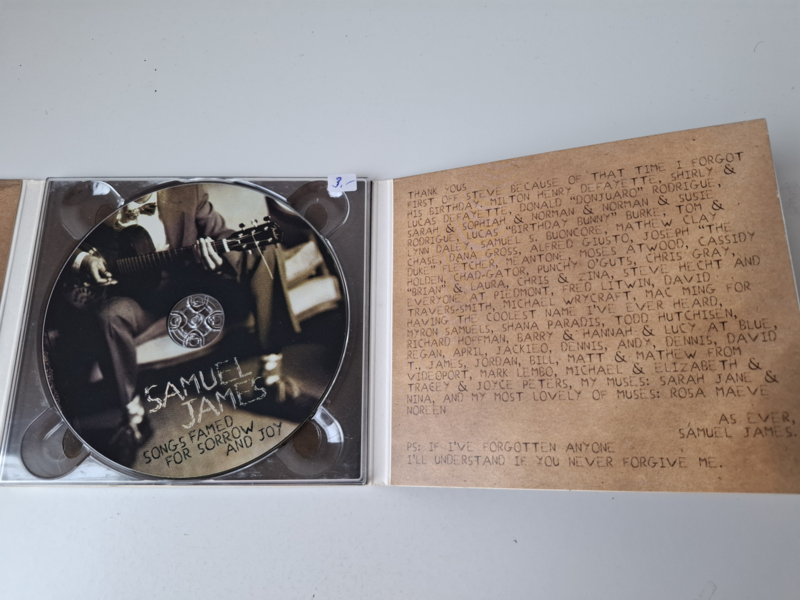 3.-
SAMUEL
JAMES
SONGS FAMED
FOR SORROW
AND JOY
THANK YOUS
FIRST OFF STEVE BECAUSE OF THAT TIME I FORGOT
HIS BIRTHDAY, MILTON HENRY DEFAYETTE, SHIRLY &
LUCAS DEFAYETTE, DONALD "DONJUARO" RODRIGUE,
SARAH & SOPHIAH & NORMAN & NORMAN & SUSIE
RODRIGUE, LUCAS "BIRTHDAY BUNNY" BURKE, TOM &
LYNN DALY, SAMUEL S. BUONCORE, MATHEW CLAY
CHASE, DANA GROSS, ALFRED GIUSTO, JOSEPH "THE
DUKE" FLETCHER, MEANTONE, MOSES ATWOOD, CASSIDY
HOLDEN, CHAD-GATOR, PUNCHY O'GUTS, CHRIS GRAY,
"BRIAN" & LAURA, CHRIS & GINA, STEVE HECHT AND
EVERYONE AT PIEDMONT, FRED LITWIN, DAVID
TRAVERS-SMITH, MICHAEL WRYCRAFT, MAC MING FOR
HAVING THE COOLEST NAME I'VE EVER HEARD,
MYRON SAMUELS, SHANA PARADIS, TODD HUTCHISEN,
RICHARD HOFFMAN, BARRY & HANNAH & LUCY AT BLUE,
REGAN, APRIL, JACKIEO, DENNIS, ANDY, DENNIS, DAVID
T., JAMES, JORDAN, BILL, MATT & MATHEW FROM
VIDEOPORT, MARK LEMBO, MICHAEL & ELIZABETH &
TRACEY & JOYCE PETERS, MY MUSES: SARAH JANE &
NINA, AND MY MOST LOVELY OF MUSES: ROSA MAEVE
NOREEN
AS EVER,
SAMUEL JAMES.
PS: IF I'VE FORGOTTEN ANYONE
I'LL UNDERSTAND IF YOU NEVER FORGIVE ME.